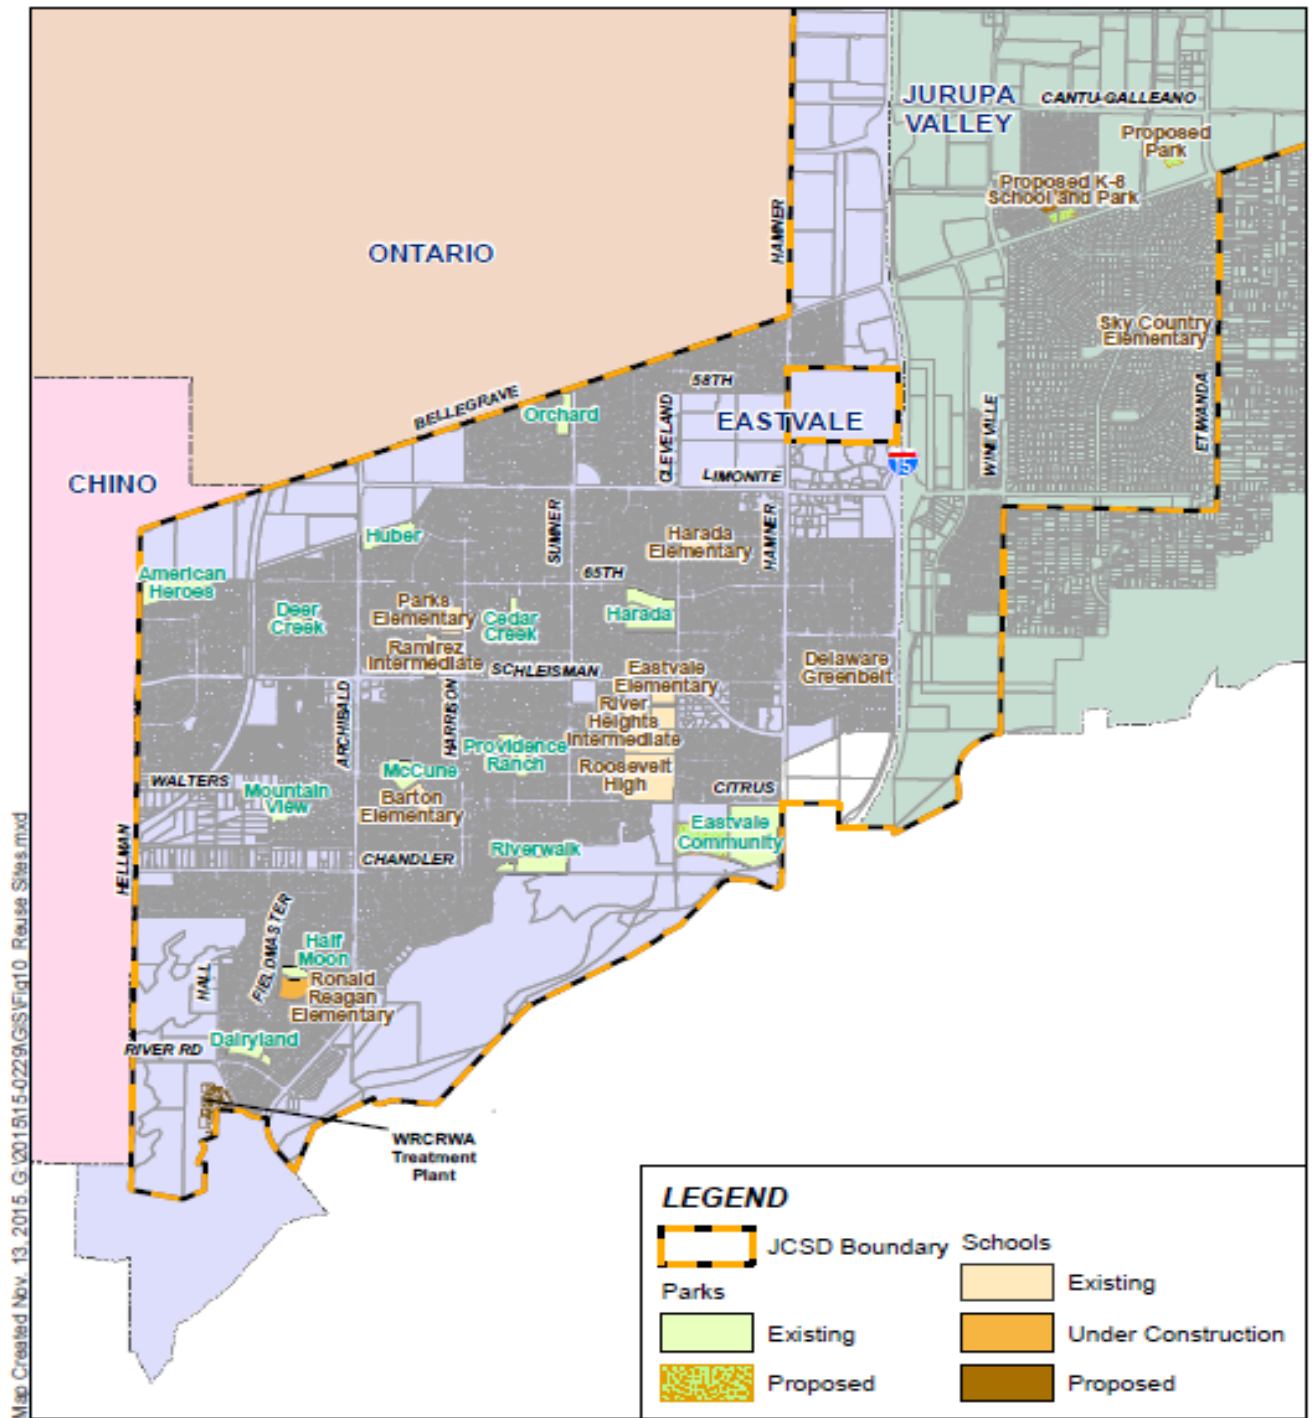 JURUPA
VALLEY
CANTU-GALLEANO
Proposed
Park
Proposed K-8
School and Park
HAMNER
ONTARIO
Sky Country
Elementary
ETIWANDA
58TH
BELLEGRAVE
Orchard
CLEVELAND
EASTVALE
WINEVILLE
LIMONITE
15
CHINO
SUMNER
HAMNER
Huber
Harada
Elementary
65TH
American
Heroes
Deer
Creek
Parks
Elementary
Cedar
Creek
Harada
Ramirez
Intermediate
SCHLEISMAN
Eastvale
Elementary
Delaware
Greenbelt
ARCHIBALD
HARRISON
River
Heights
Intermediate
Providence
Ranch
Roosevelt
High
WALTERS
Mountain
View
McCune
Barton
Elementary
CITRUS
Eastvale
Community
HELLMAN
CHANDLER
Riverwalk
FIELDMASTER
HALL
Half
Moon
Ronald
Reagan
Elementary
RIVER RD
Dairyland
WRCRWA
Treatment
Plant
LEGEND
JCSD Boundary
Parks
Existing
Proposed
Schools
Existing
Under Construction
Proposed
Map Created Nov. 13, 2015. G:\2015\15-0229\GIS\Fig10_Reuse Sites.mxd